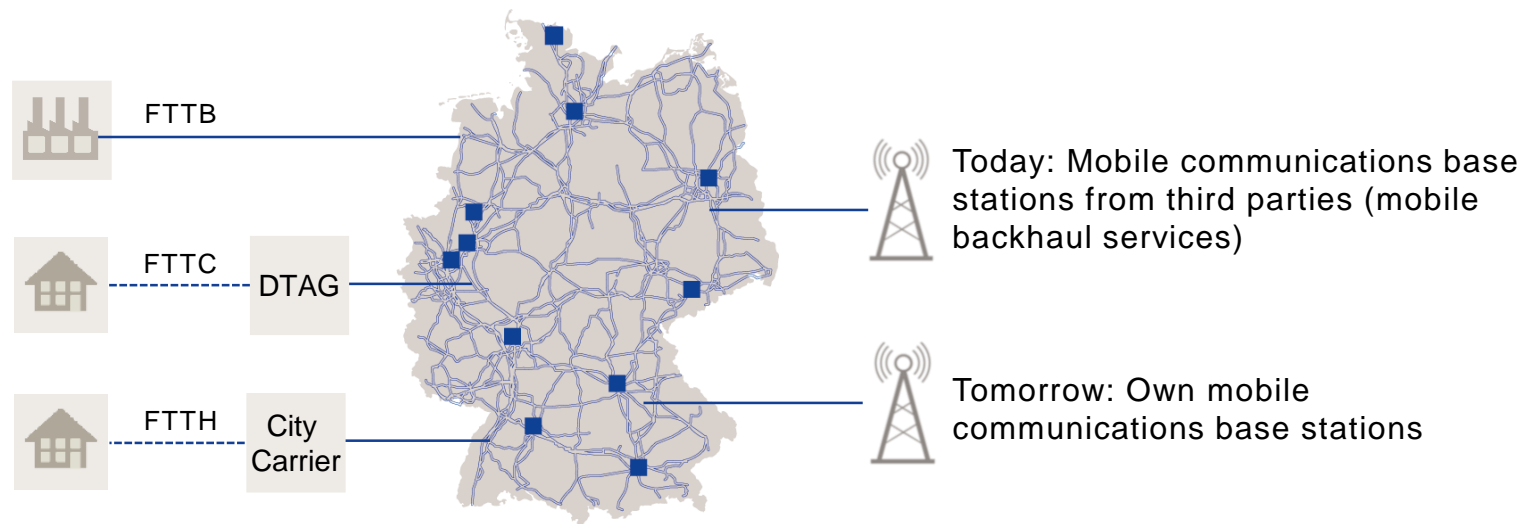 FTTB
FTTC
DTAG
FTTH
City
Carrier
Today: Mobile communications base
stations from third parties (mobile
backhaul services)
Tomorrow: Own mobile
communications base stations